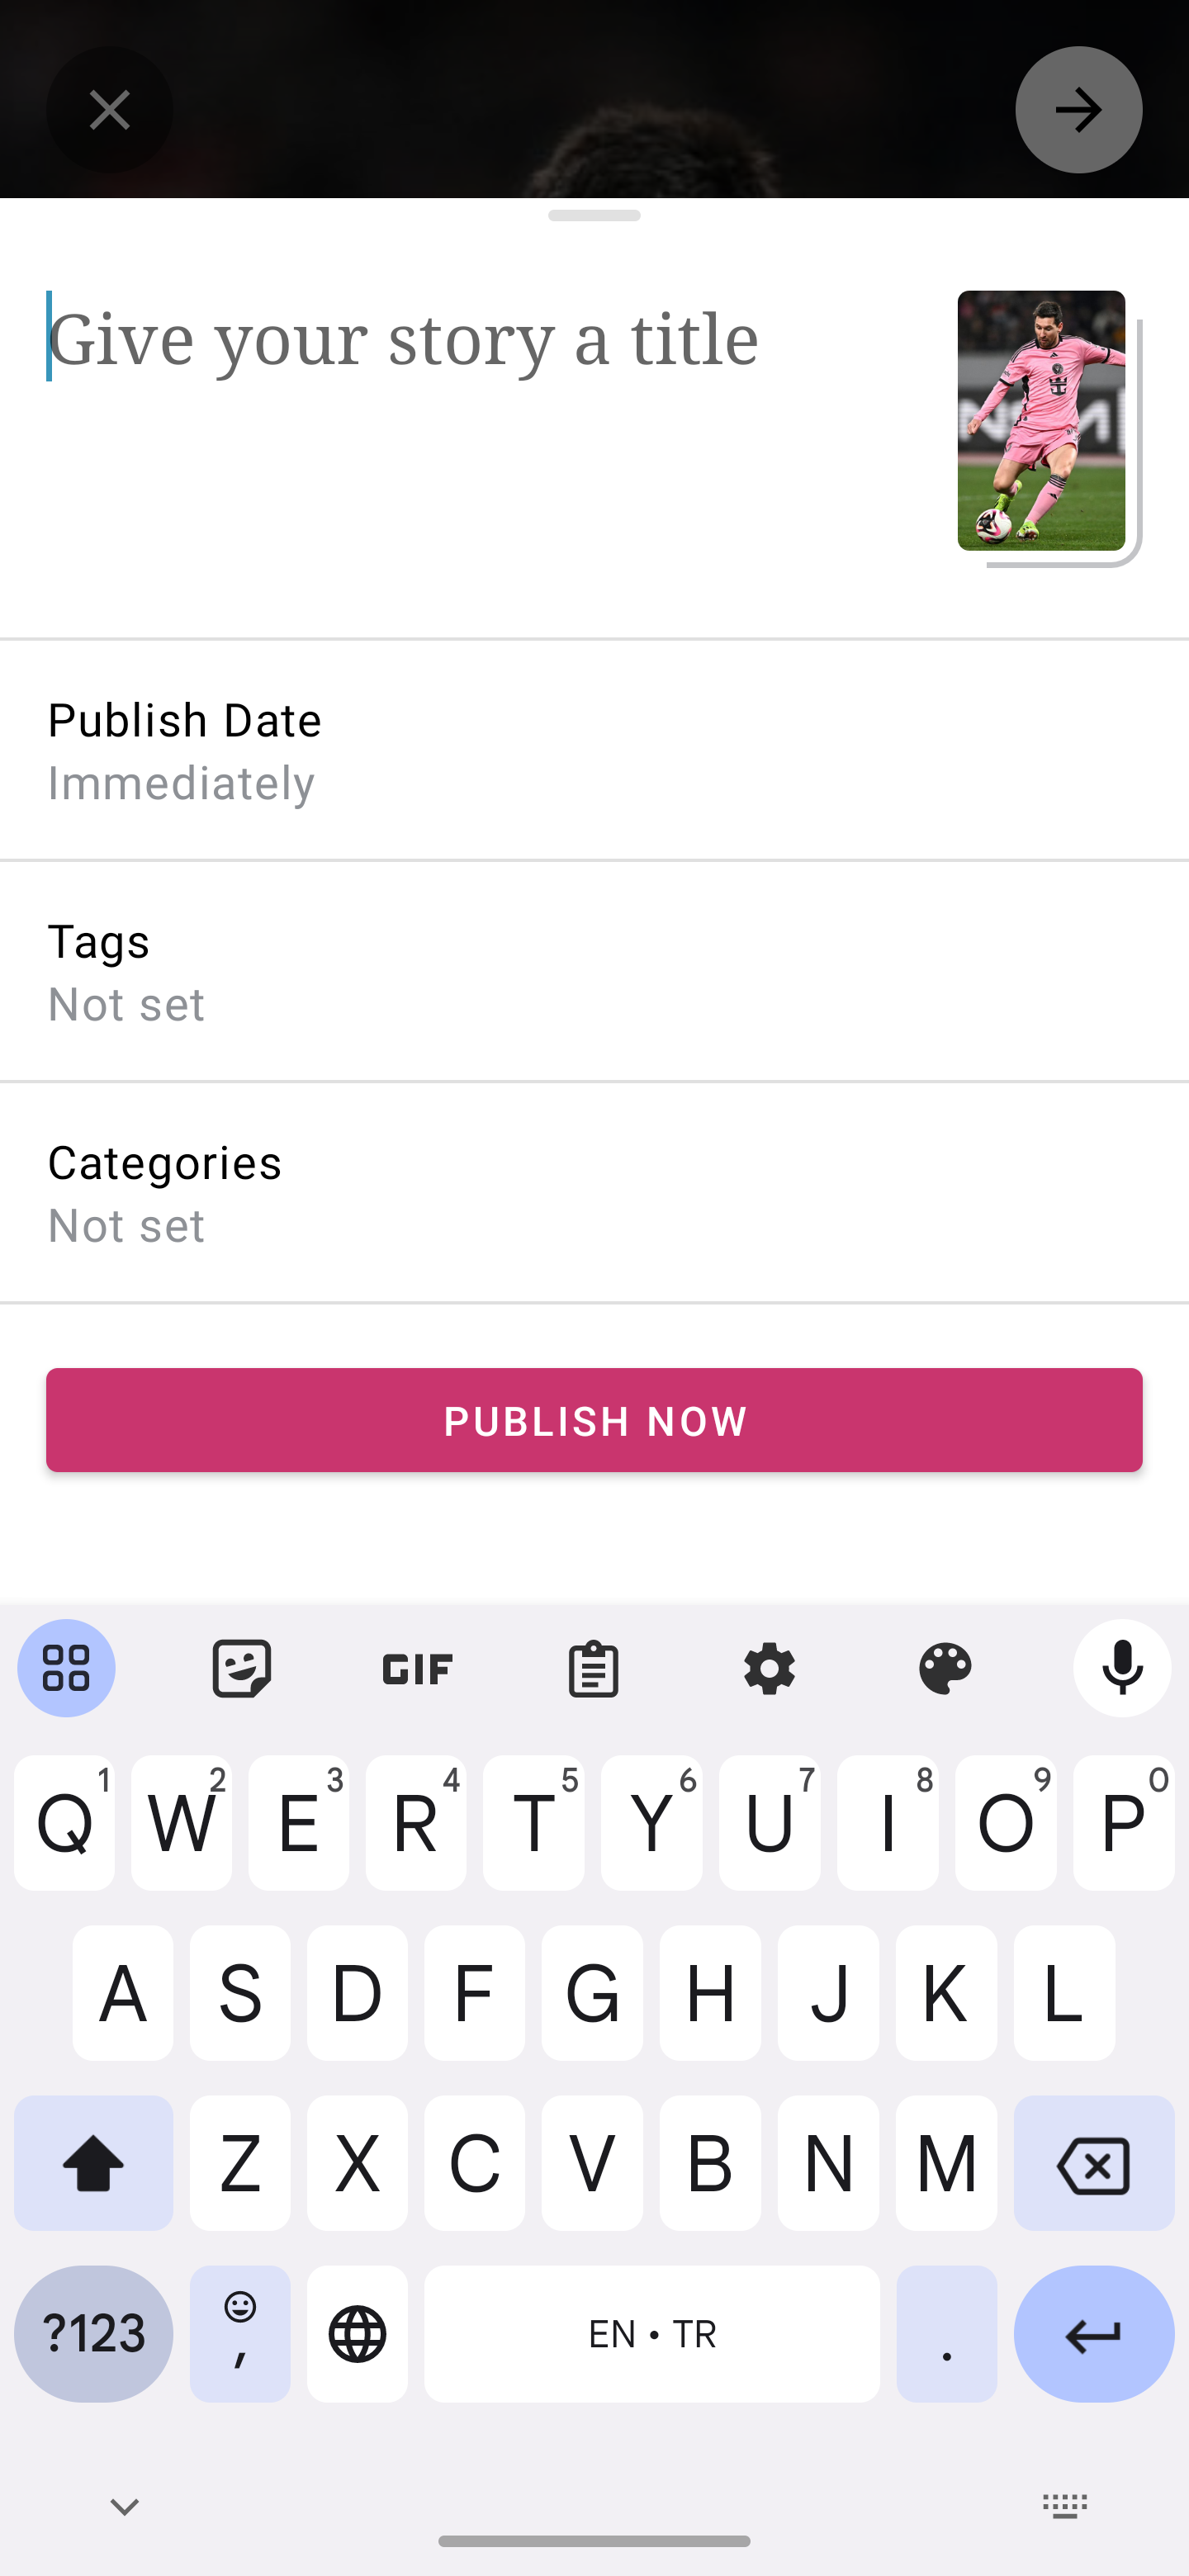 Give your story a title
Publish Date
Immediately
Tags
Not set
Categories
Not set
PUBLISH NOW
GIF
Q1 W2 E3 R4 T5 Y6 U7 I8 O9 P0
A S D F G H J K L
Z X C V B N M
?123 , EN • TR .